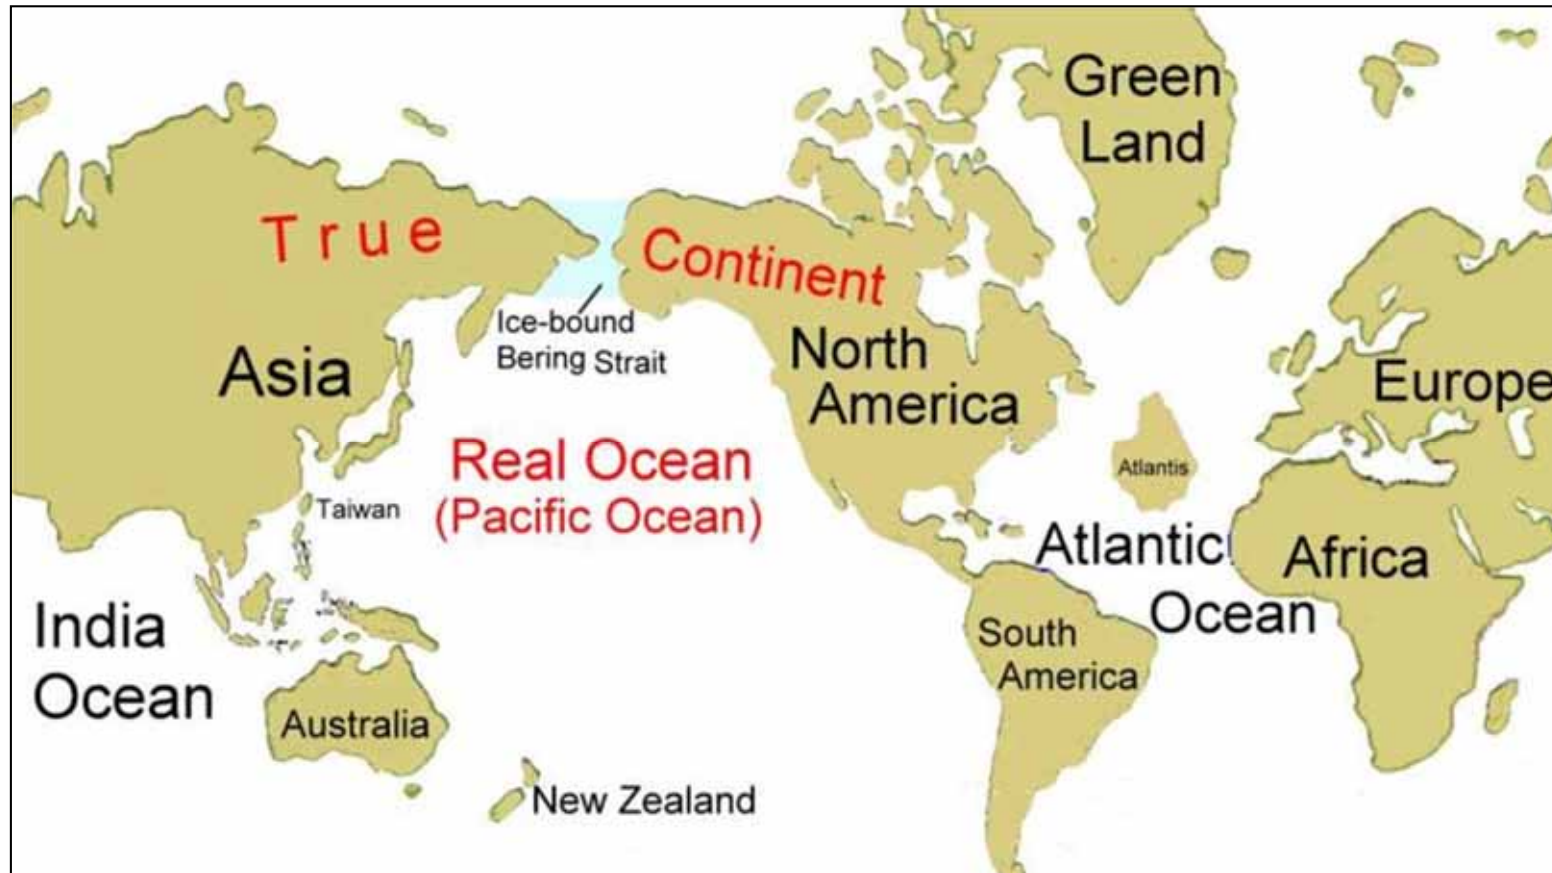 Green
Land
True
Continent
Ice-bound
Bering Strait
Asia
North
America
Europe
Real Ocean
(Pacific Ocean)
Atlantis
Taiwan
Atlantic
Ocean
Africa
India
Ocean
South
America
Australia
New Zealand